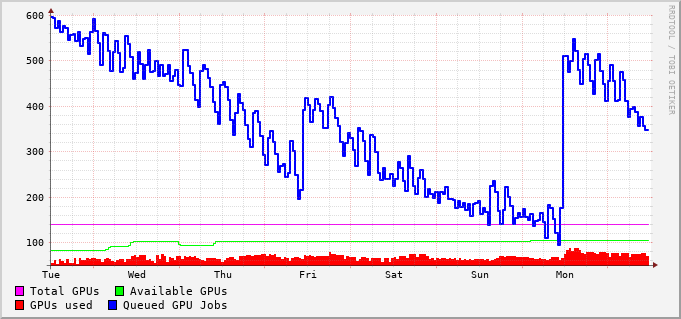 600
500
400
300
200
100
Tue Wed Thu Fri Sat Sun Mon
Total GPUs Available GPUs
GPUs used Queued GPU Jobs
RRDTOOL / TOBI OETIKER